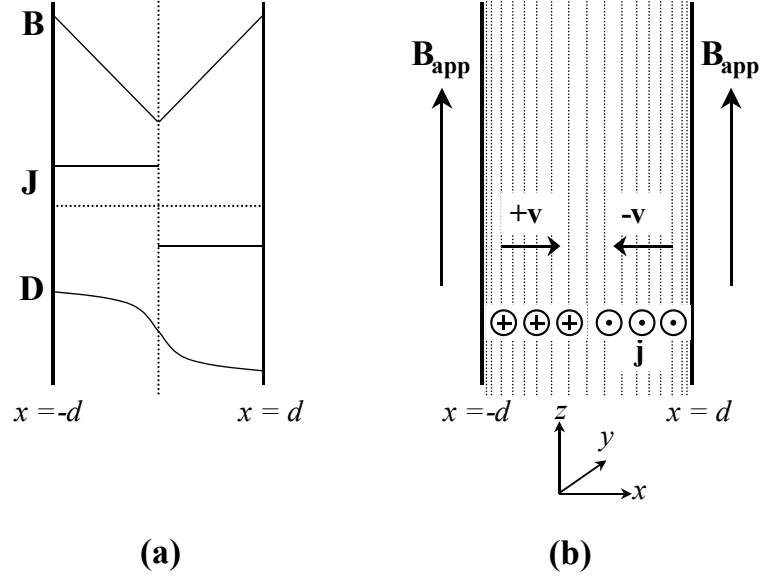 B
J
D
x =-d
x = d
(a)
B_app
B_app
+v
-v
j
x =-d
x = d
z
y
x
(b)